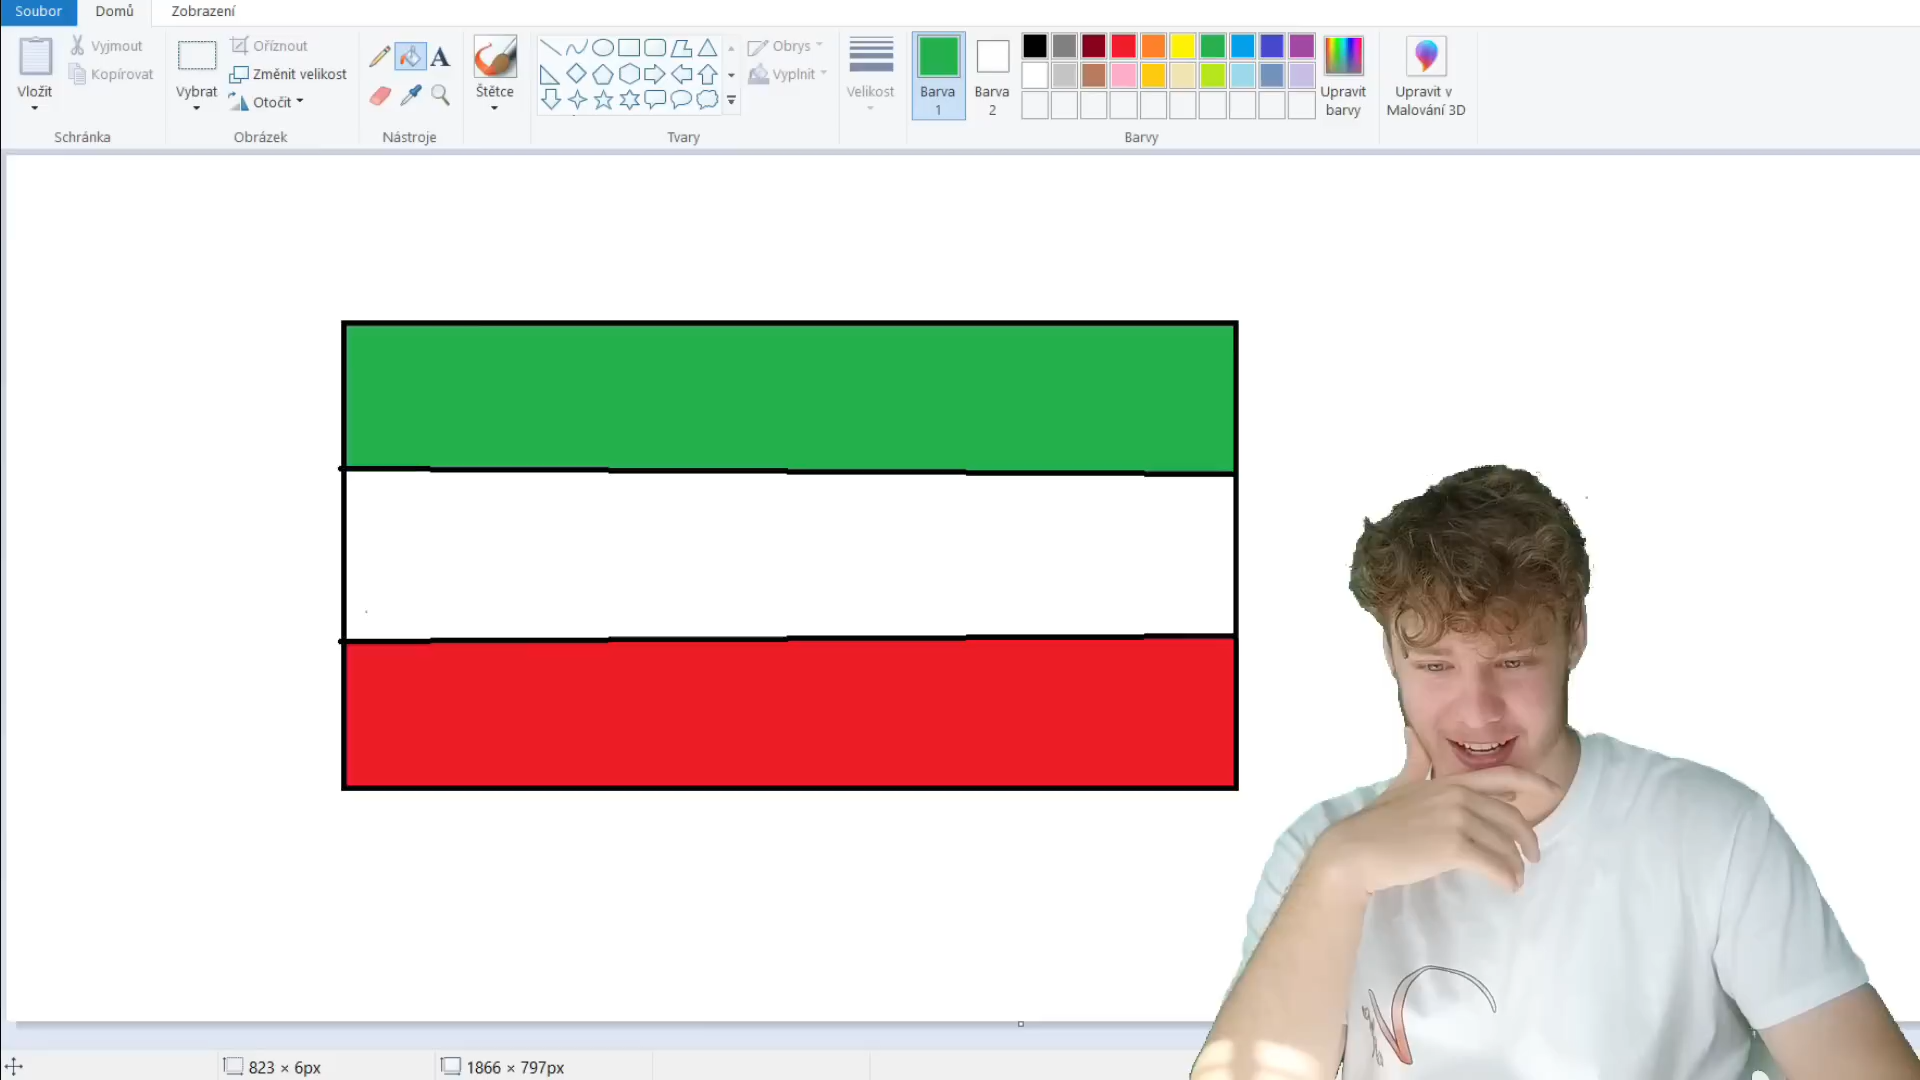 Soubor Domů Zobrazení
Vložit
Vyjmout
Kopírovat
Schránka
Vybrat
Oříznout
Změnit velikost
Otočit
Obrázek
A
Nástroje
Štětce
Obrys
Vyplnit
Tvary
Velikost
Barva
1
Barva
2
Upravit
barvy
Barvy
Upravit v
Malování 3D
823 × 6px
1866 × 797px